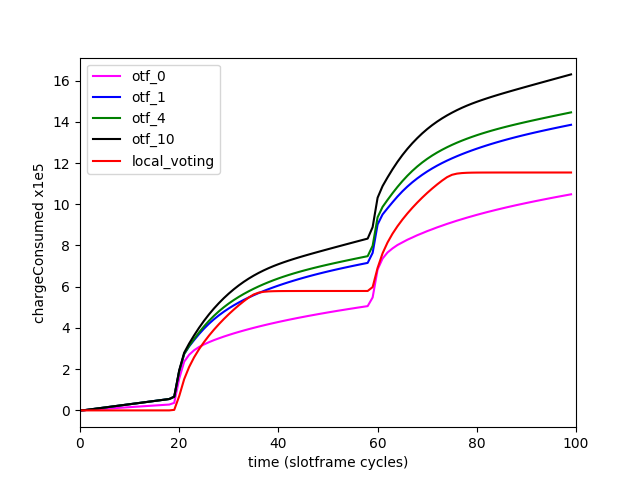 otf_0
otf_1
otf_4
otf_10
local_voting
16
14
12
10
8
6
4
2
0
chargeConsumed x1e5
0 20 40 60 80 100
time (slotframe cycles)